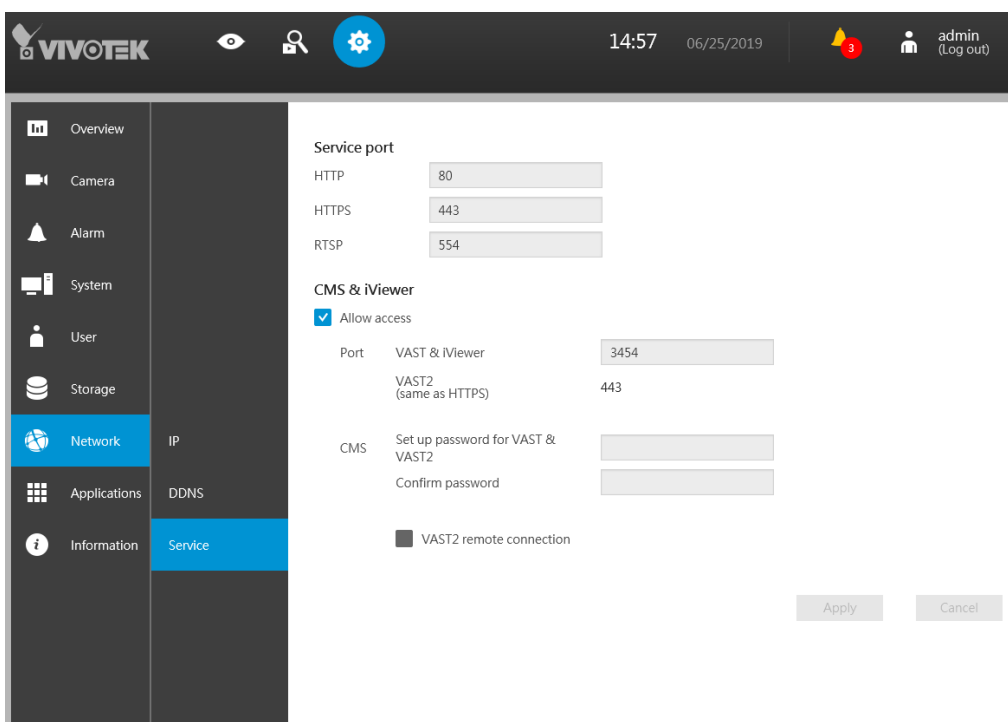 VIVOTEK
14:57
06/25/2019
3
admin
(Log out)
Overview
Camera
Alarm
System
User
Storage
Network
Applications
Information
IP
DDNS
Service
Service port
HTTP 80
HTTPS 443
RTSP 554
CMS & iViewer
Allow access
Port VAST & iViewer 3454
VAST2
(same as HTTPS) 443
CMS Set up password for VAST &
VAST2
Confirm password
VAST2 remote connection
Apply Cancel